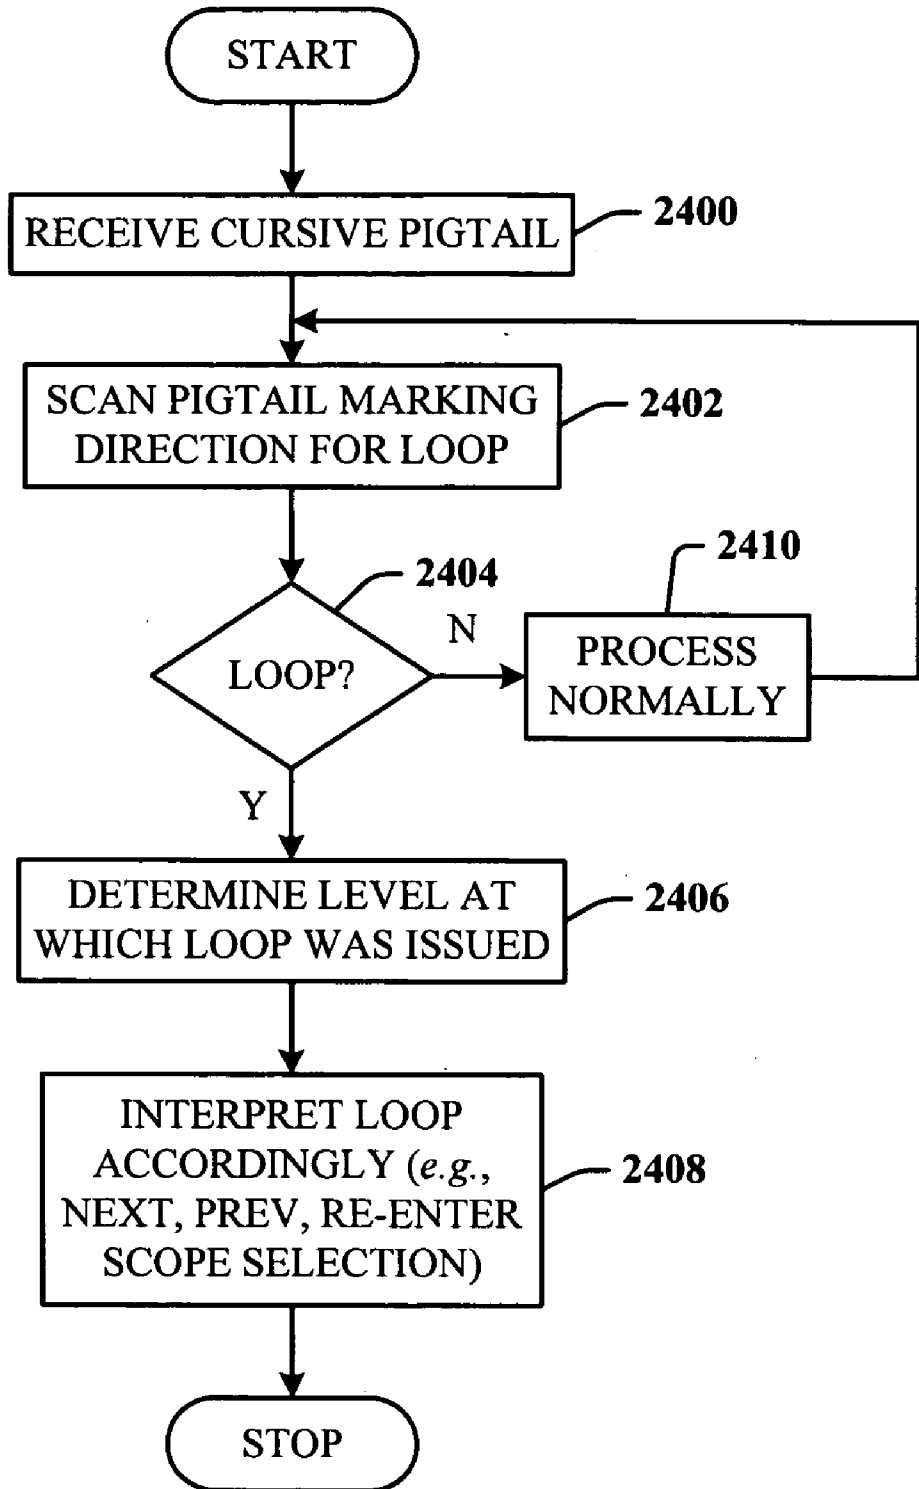 START
RECEIVE CURSIVE PIGTAIL
2400
SCAN PIGTAIL MARKING
DIRECTION FOR LOOP
2402
LOOP?
2404
N
PROCESS
NORMALLY
2410
Y
DETERMINE LEVEL AT
WHICH LOOP WAS ISSUED
2406
INTERPRET LOOP
ACCORDINGLY (e.g.,
NEXT, PREV, RE-ENTER
SCOPE SELECTION)
2408
STOP